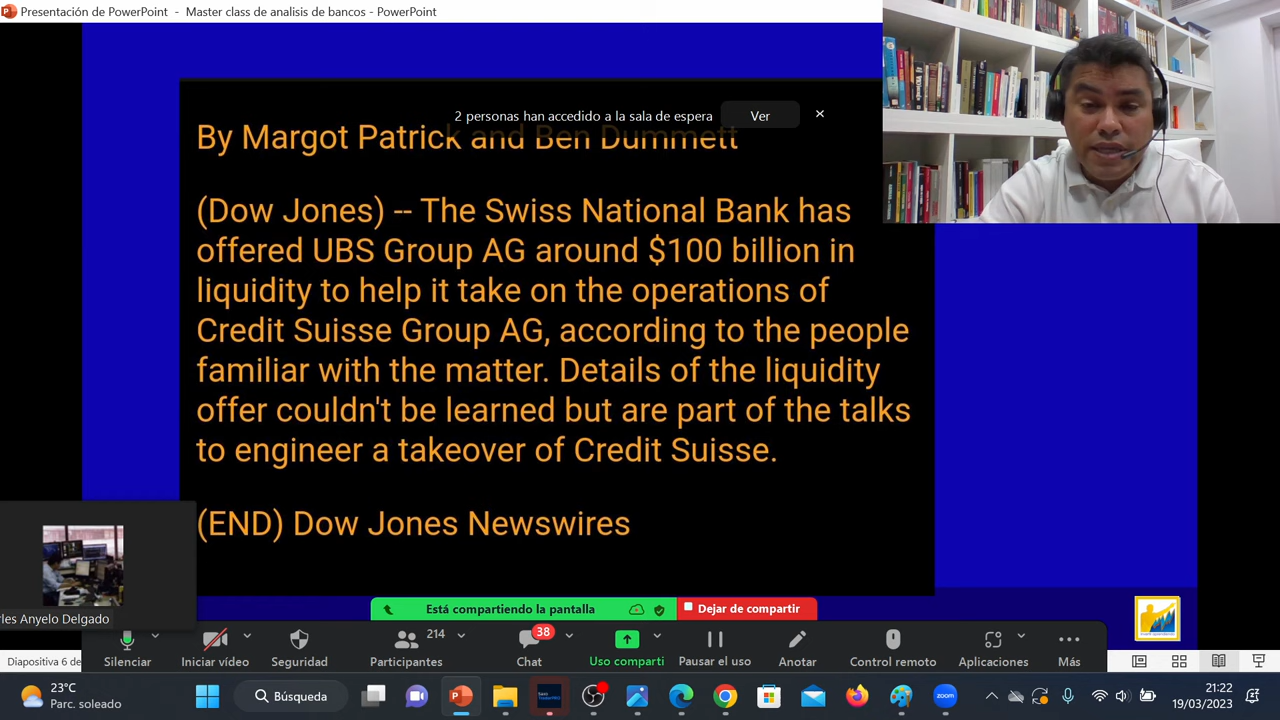 Presentación de PowerPoint - Master class de analisis de bancos - PowerPoint
2 personas han accedido a la sala de espera
Ver
By Margot Patrick and Ben Dummett
(Dow Jones) -- The Swiss National Bank has
offered UBS Group AG around $100 billion in
liquidity to help it take on the operations of
Credit Suisse Group AG, according to the people
familiar with the matter. Details of the liquidity
offer couldn't be learned but are part of the talks
to engineer a takeover of Credit Suisse.
(END) Dow Jones Newswires
rles Anyelo Delgado
Está compartiendo la pantalla
Dejar de compartir
214
38
Silenciar
Iniciar vídeo
Seguridad
Participantes
Chat
Uso comparti
Pausar el uso
Anotar
Control remoto
Aplicaciones
Más
Diapositiva 6 de
23°C
Parc. soleado
Búsqueda
zoom
21:22
19/03/2023